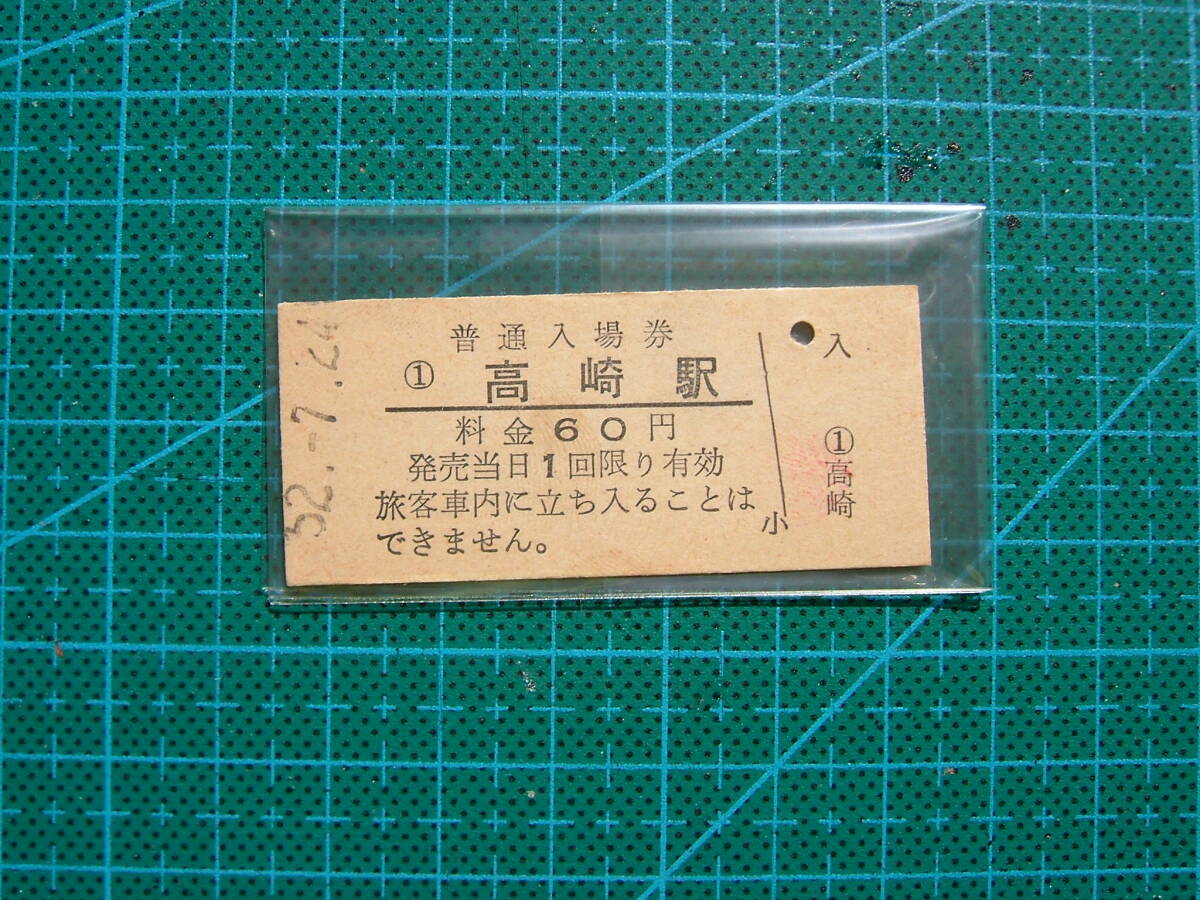 普通入場券
① 高崎駅
料金60円
発売当日1回限り有効
旅客車内に立ち入ることは
できません。
小
入
①高崎
52.-7.24